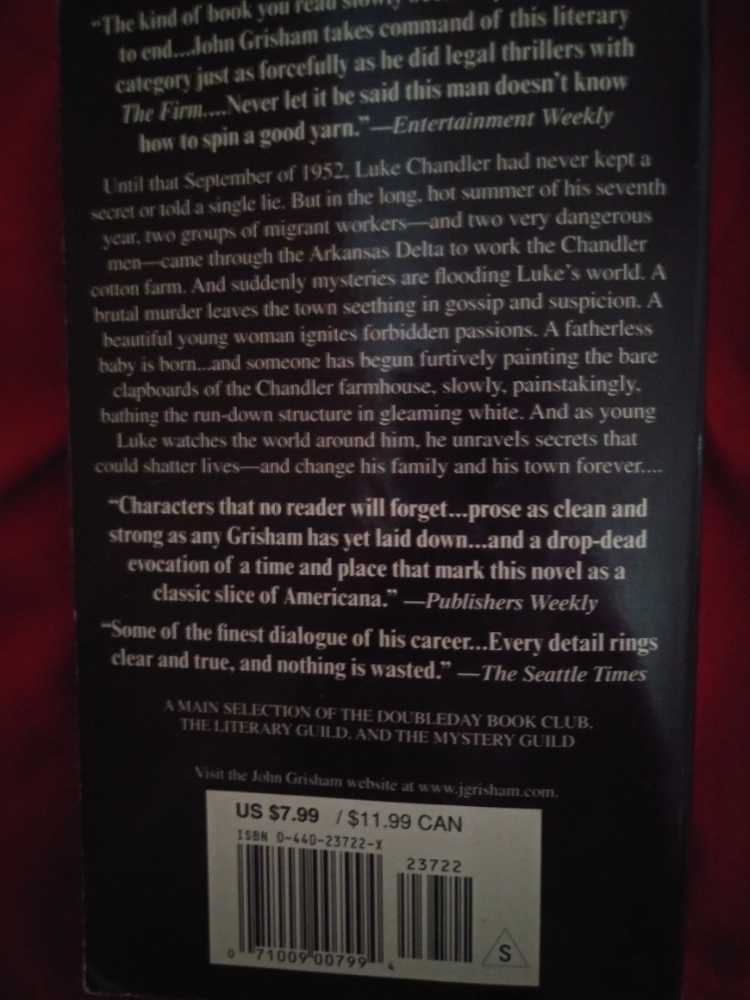 "The kind of book you read slowly
to end....John Grisham takes command of this literary
category just as forcefully as he did legal thrillers with
The Firm....Never let it be said this man doesn't know
how to spin a good yarn."—Entertainment Weekly
Until that September of 1952, Luke Chandler had never kept a
secret or told a single lie. But in the long, hot summer of his seventh
year, two groups of migrant workers—and two very dangerous
men—came through the Arkansas Delta to work the Chandler
cotton farm. And suddenly mysteries are flooding Luke's world. A
brutal murder leaves the town seething in gossip and suspicion. A
beautiful young woman ignites forbidden passions. A fatherless
baby is born...and someone has begun furtively painting the bare
clapboards of the Chandler farmhouse, slowly, painstakingly,
bathing the run-down structure in gleaming white. And as young
Luke watches the world around him, he unravels secrets that
could shatter lives—and change his family and his town forever....
"Characters that no reader will forget...prose as clean and
strong as any Grisham has yet laid down...and a drop-dead
evocation of a time and place that mark this novel as a
classic slice of Americana." —Publishers Weekly
"Some of the finest dialogue of his career...Every detail rings
clear and true, and nothing is wasted." —The Seattle Times
A MAIN SELECTION OF THE DOUBLEDAY BOOK CLUB,
THE LITERARY GUILD, AND THE MYSTERY GUILD
Visit the John Grisham website at www.jgrisham.com.
US $7.99 / $11.99 CAN
ISBN 0-440-23722-X
23722
0 71009 00799 4
S